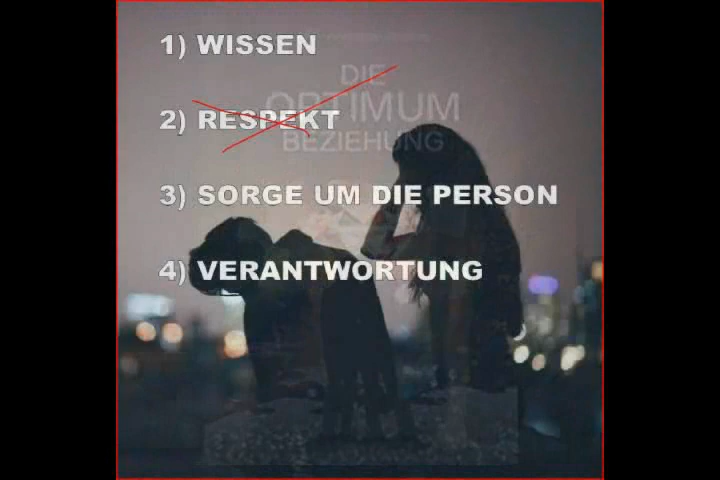 1) WISSEN
DIE
OPTIMUM
2) RESPEKT
BEZIEHUNG
3) SORGE UM DIE PERSON
4) VERANTWORTUNG